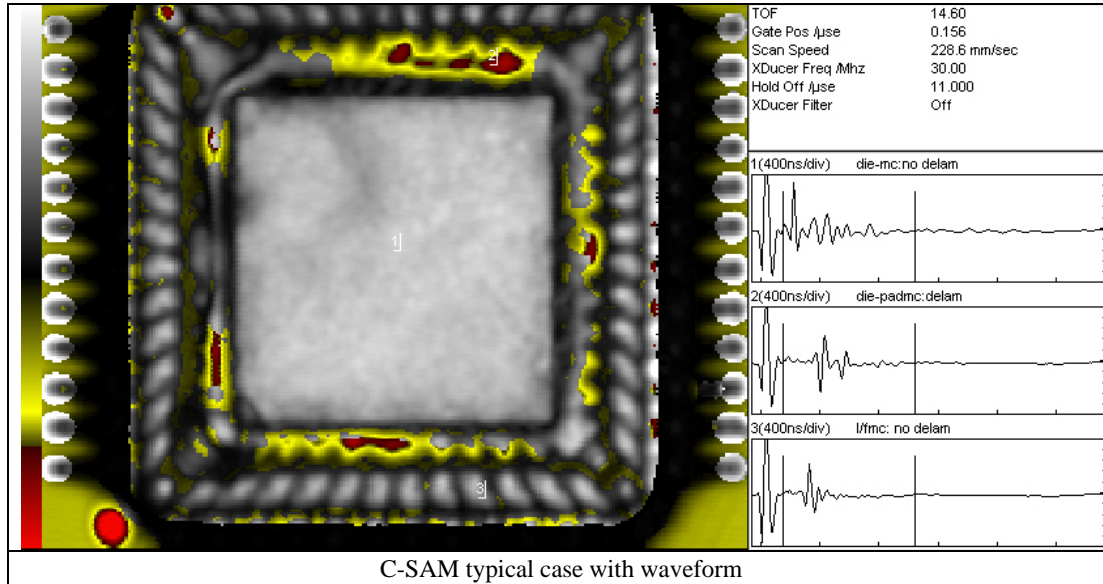 TOF 14.60
Gate Pos /µse 0.156
Scan Speed 228.6 mm/sec
XDucer Freq /Mhz 30.00
Hold Off /µse 11.000
XDucer Filter Off
1(400ns/div) die-mc:no delam
2(400ns/div) die-padmc:delam
3(400ns/div) l/fmc: no delam
2
1
3
C-SAM typical case with waveform